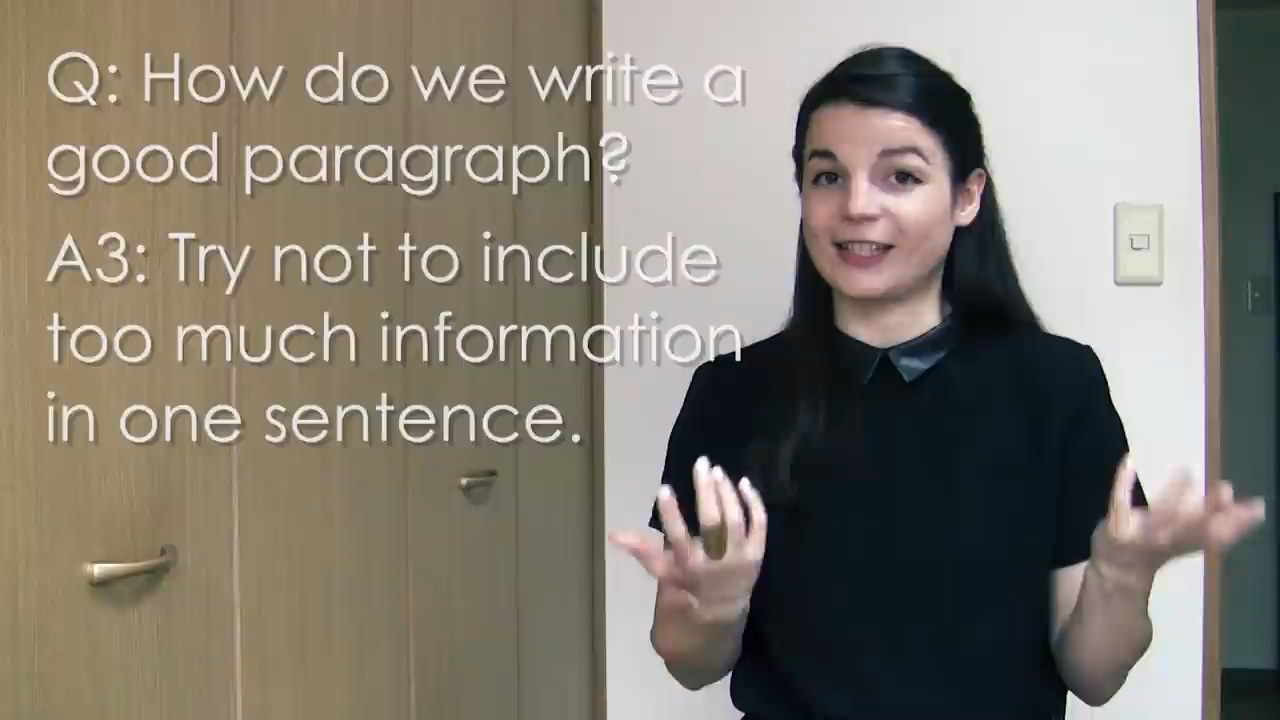 Q: How do we write a
good paragraph?
A3: Try not to include
too much information
in one sentence.